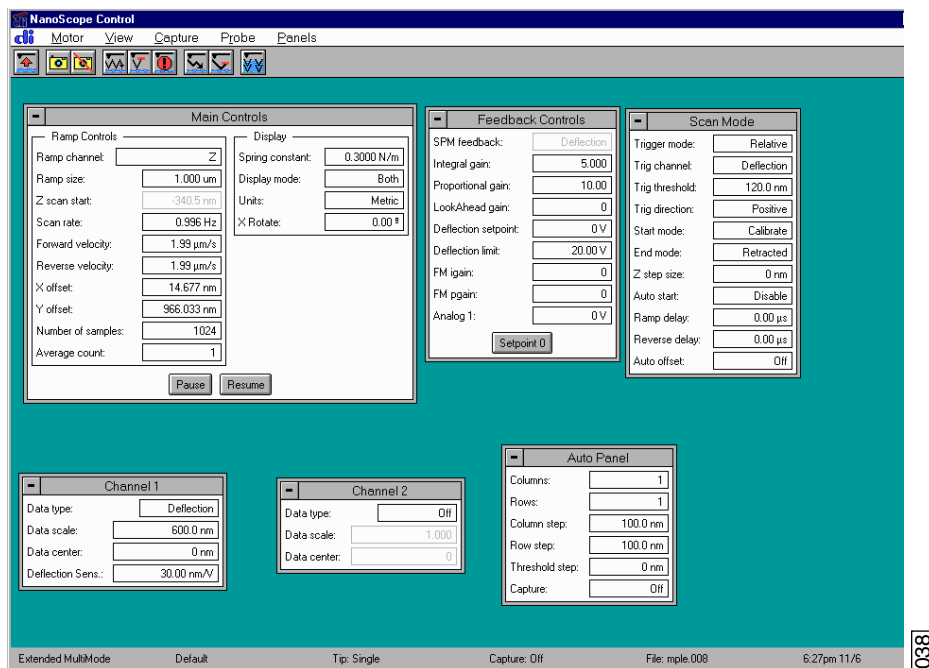 NanoScope Control
di Motor View Capture Probe Panels
Main Controls
Ramp Controls
Ramp channel: Z
Ramp size: 1.000 um
Z scan start: -340.5 nm
Scan rate: 0.996 Hz
Forward velocity: 1.99 µm/s
Reverse velocity: 1.99 µm/s
X offset: 14.677 nm
Y offset: 966.033 nm
Number of samples: 1024
Average count: 1
Display
Spring constant: 0.3000 N/m
Display mode: Both
Units: Metric
X Rotate: 0.00 º
Pause Resume
Feedback Controls
SPM feedback: Deflection
Integral gain: 5.000
Proportional gain: 10.00
LookAhead gain: 0
Deflection setpoint: 0 V
Deflection limit: 20.00 V
FM igain: 0
FM pgain: 0
Analog 1: 0 V
Setpoint 0
Scan Mode
Trigger mode: Relative
Trig channel: Deflection
Trig threshold: 120.0 nm
Trig direction: Positive
Start mode: Calibrate
End mode: Retracted
Z step size: 0 nm
Auto start: Disable
Ramp delay: 0.00 µs
Reverse delay: 0.00 µs
Auto offset: Off
Channel 1
Data type: Deflection
Data scale: 600.0 nm
Data center: 0 nm
Deflection Sens.: 30.00 nm/V
Channel 2
Data type: Off
Data scale: 1.000
Data center: 0
Auto Panel
Columns: 1
Rows: 1
Column step: 100.0 nm
Row step: 100.0 nm
Threshold step: 0 nm
Capture: Off
Extended MultiMode Default Tip: Single Capture: Off File: mple.008 6:27pm 11/6
038